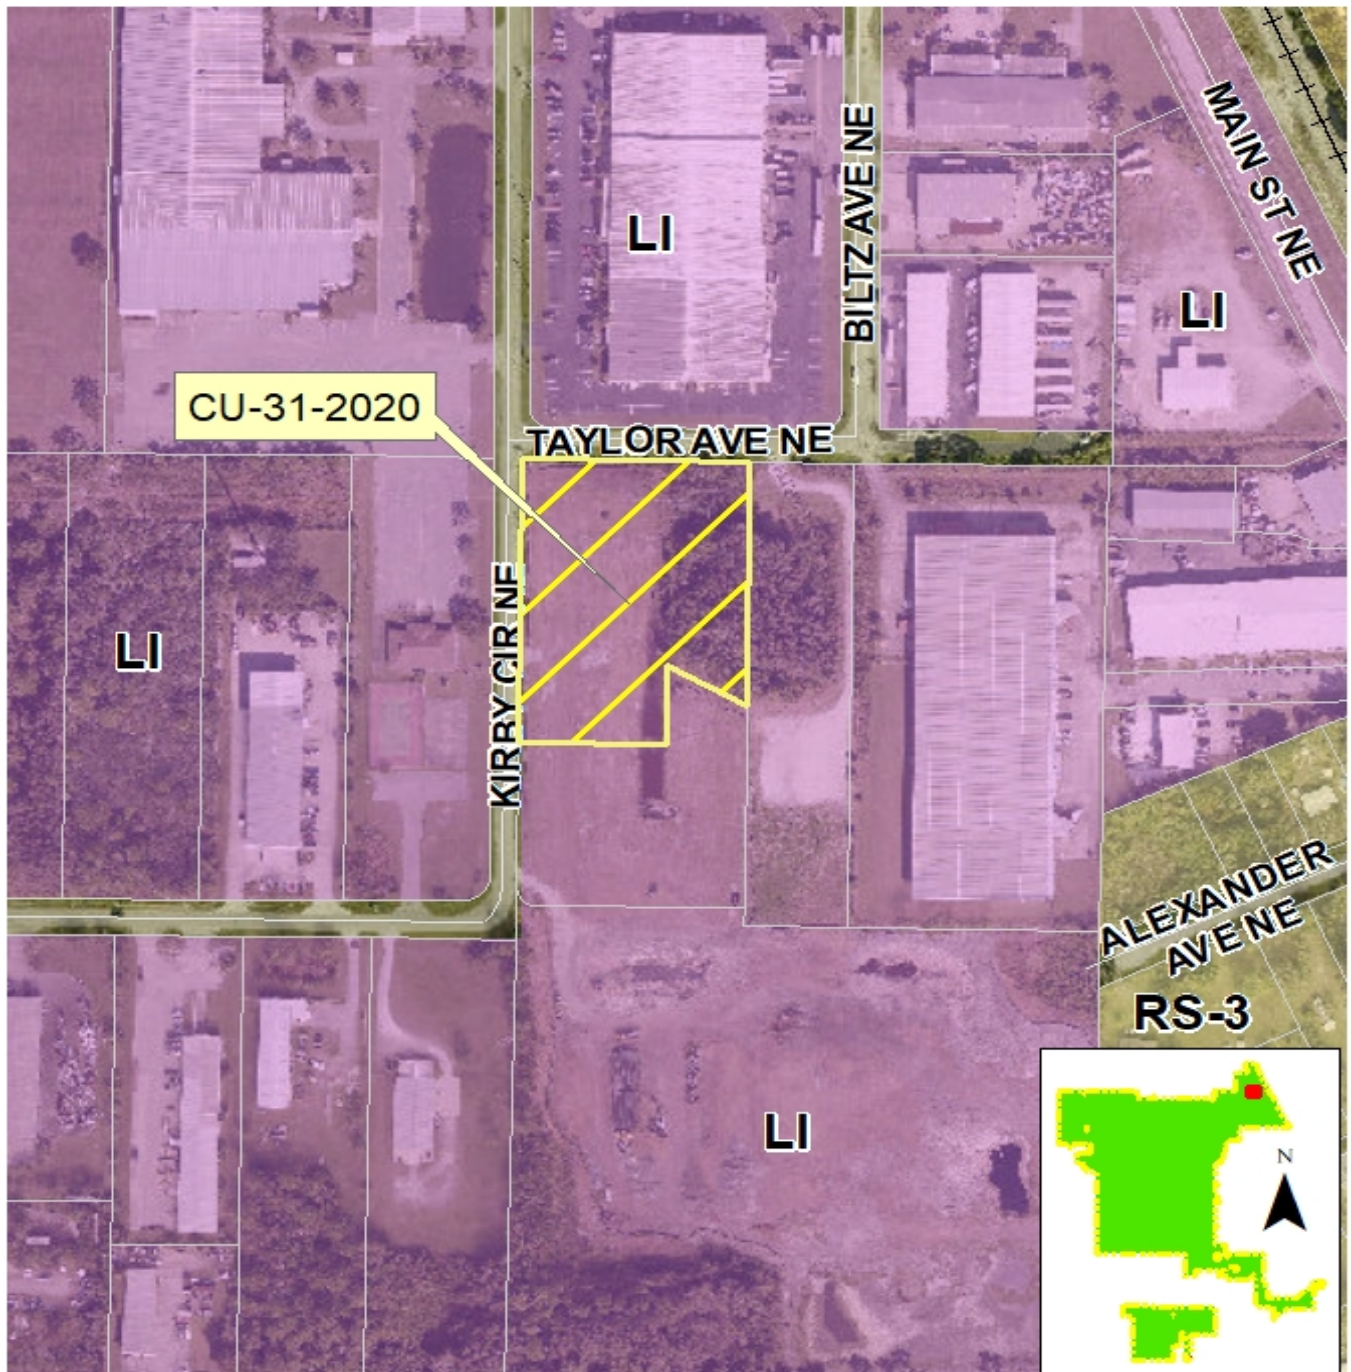 MAIN ST NE
BILTZ AVE NE
LI
LI
CU-31-2020
TAYLOR AVE NE
KIRBY CIR NE
LI
ALEXANDER
AVE NE
RS-3
LI
N